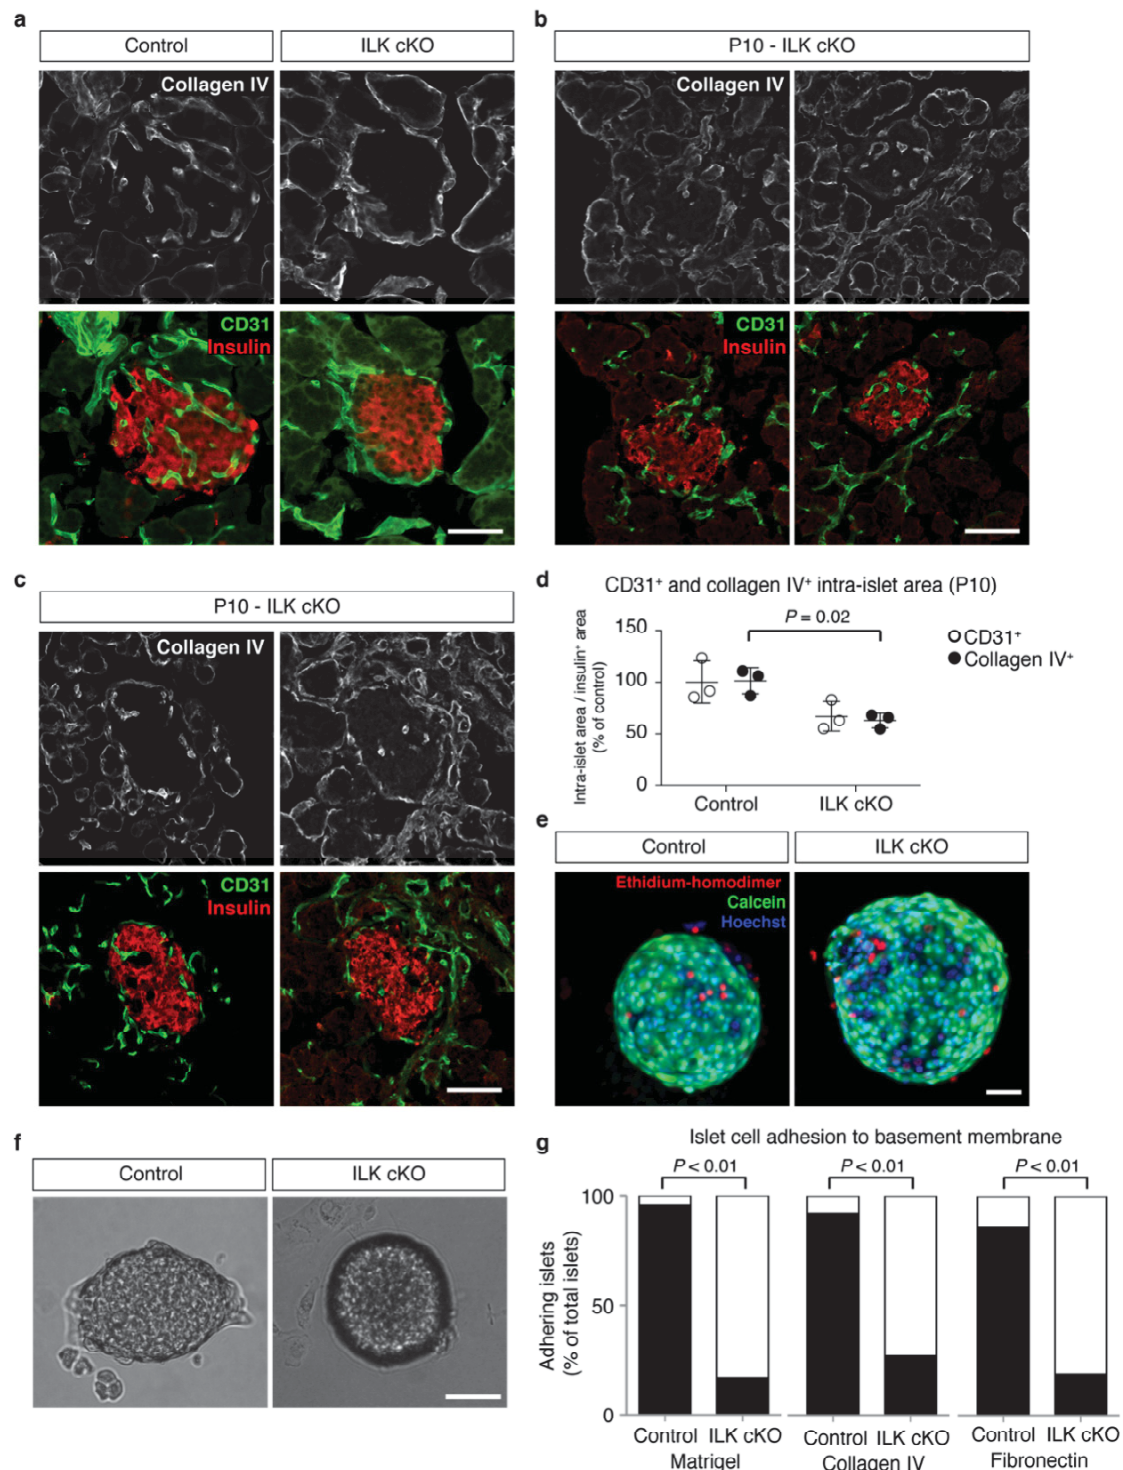 a
Control
ILK cKO
Collagen IV
CD31
Insulin
b
P10 - ILK cKO
Collagen IV
CD31
Insulin
c
P10 - ILK cKO
Collagen IV
CD31
Insulin
d
CD31⁺ and collagen IV⁺ intra-islet area (P10)
Intra-islet area / insulin⁺ area
(% of control)
150
100
50
0
P = 0.02
CD31⁺
Collagen IV⁺
Control
ILK cKO
e
Control
ILK cKO
Ethidium-homodimer
Calcein
Hoechst
f
Control
ILK cKO
g
Islet cell adhesion to basement membrane
Adhering islets
(% of total islets)
100
50
0
P < 0.01
P < 0.01
P < 0.01
Control ILK cKO
Matrigel
Control ILK cKO
Collagen IV
Control ILK cKO
Fibronectin